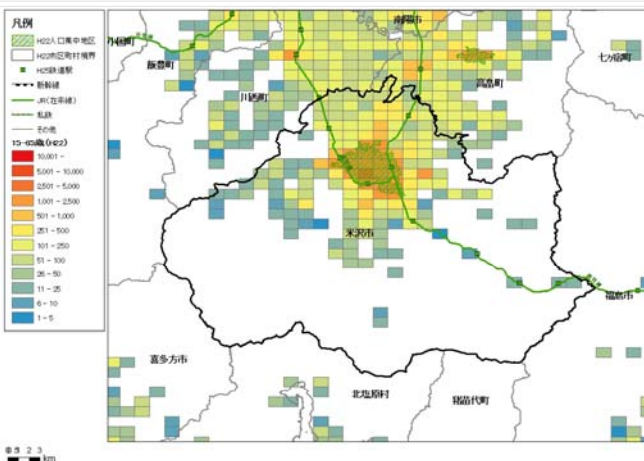 凡例
H22人口集中地区
H22市区町村境界
H25鉄道駅
新幹線
JR(在来線)
私鉄
その他
15-65歳(H22)
10,001 -
5,001 - 10,000
2,501 - 5,000
1,001 - 2,500
501 - 1,000
251 - 500
101 - 250
51 - 100
26 - 50
11 - 25
6 - 10
1 - 5
小国町
飯豊町
川西町
南陽市
高畠町
七ヶ宿町
米沢市
福島市
喜多方市
北塩原村
猪苗代町
2 3
km